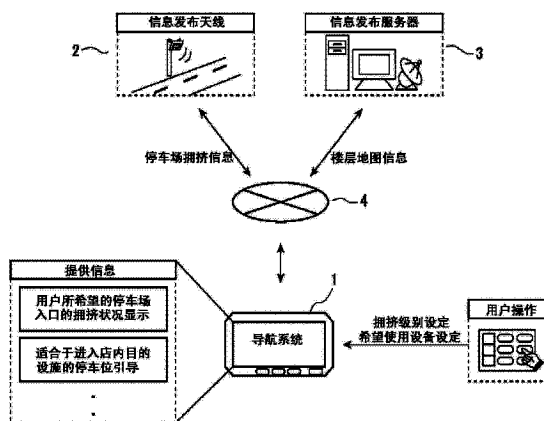 信息发布天线
信息发布服务器
2
3
停车场拥挤信息
楼层地图信息
4
提供信息
用户所希望的停车场
入口的拥挤状况显示
适合于进入店内目的
设施的停车位引导
1
导航系统
拥挤级别设定
希望使用设备设定
用户操作